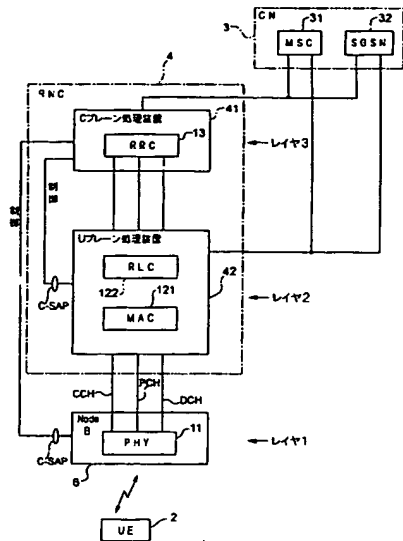 CN
3
31
32
MSC
SGSN
4
RNC
Cプレーン処理装置
41
13
RRC
レイヤ3
制御
制御
Uプレーン処理装置
RLC
122
42
121
MAC
C-SAP
レイヤ2
CCH
PCH
DCH
Node
B
11
PHY
レイヤ1
C-SAP
6
UE
2